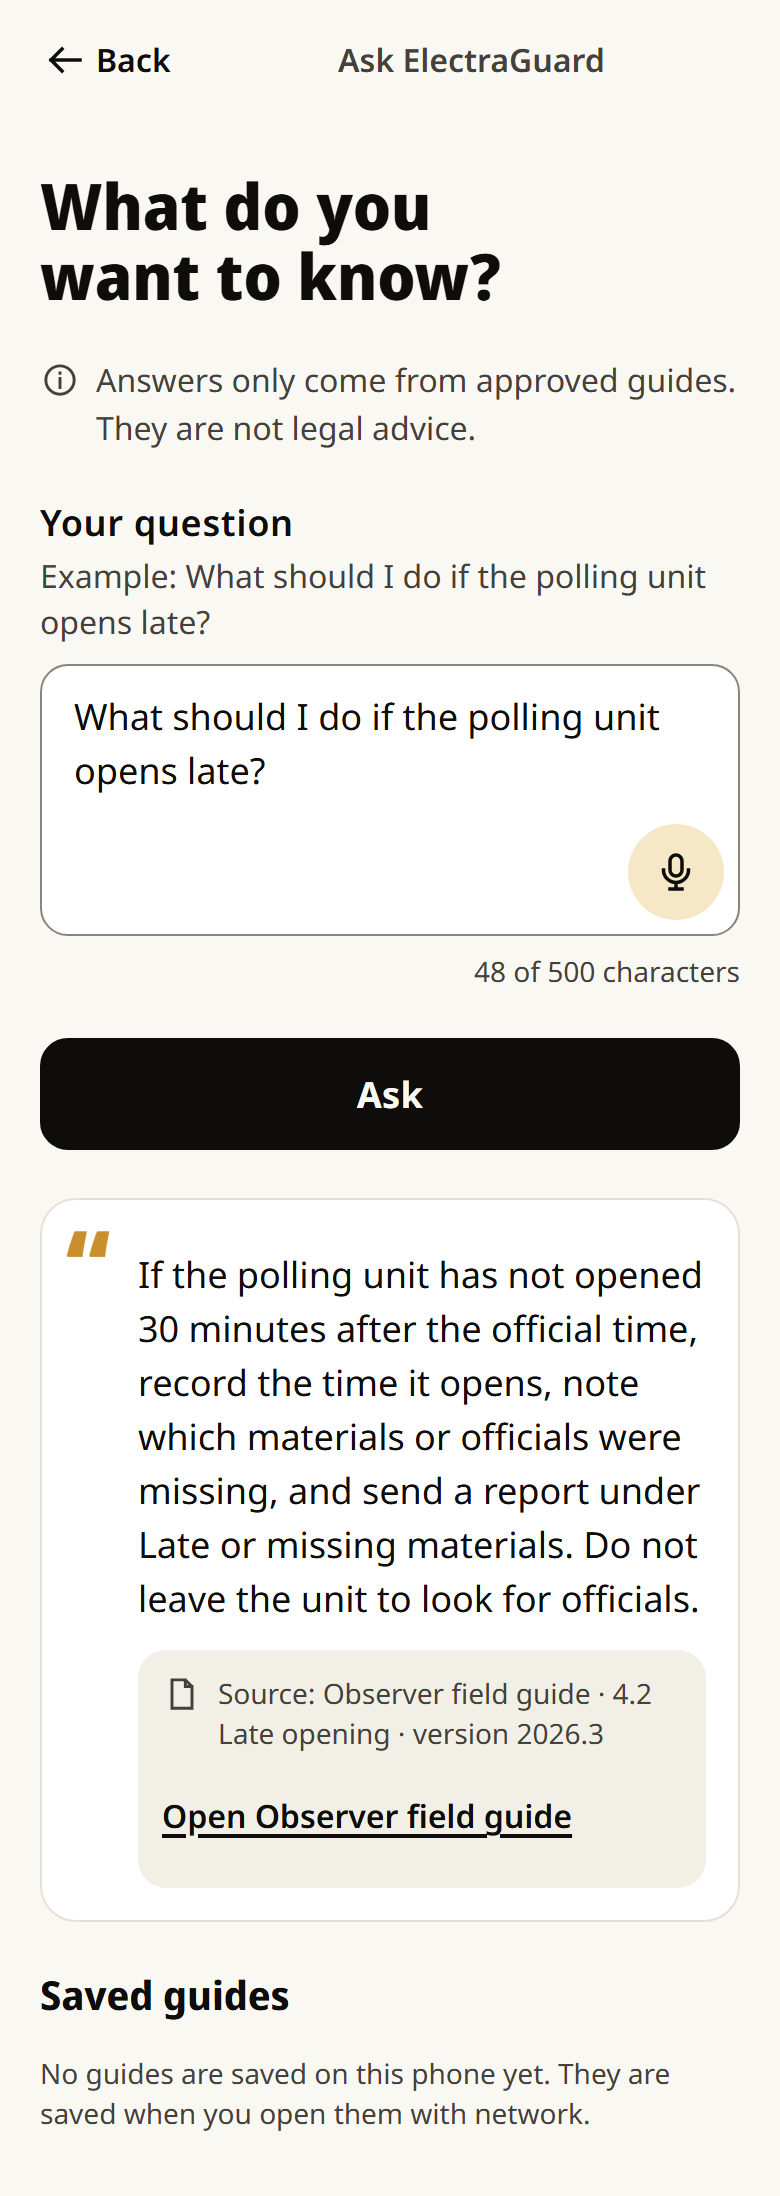 Back
Ask ElectraGuard
What do you
want to know?
Answers only come from approved guides.
They are not legal advice.
Your question
Example: What should I do if the polling unit
opens late?
What should I do if the polling unit
opens late?
48 of 500 characters
Ask
“
If the polling unit has not opened
30 minutes after the official time,
record the time it opens, note
which materials or officials were
missing, and send a report under
Late or missing materials. Do not
leave the unit to look for officials.
Source: Observer field guide · 4.2
Late opening · version 2026.3
Open Observer field guide
Saved guides
No guides are saved on this phone yet. They are
saved when you open them with network.